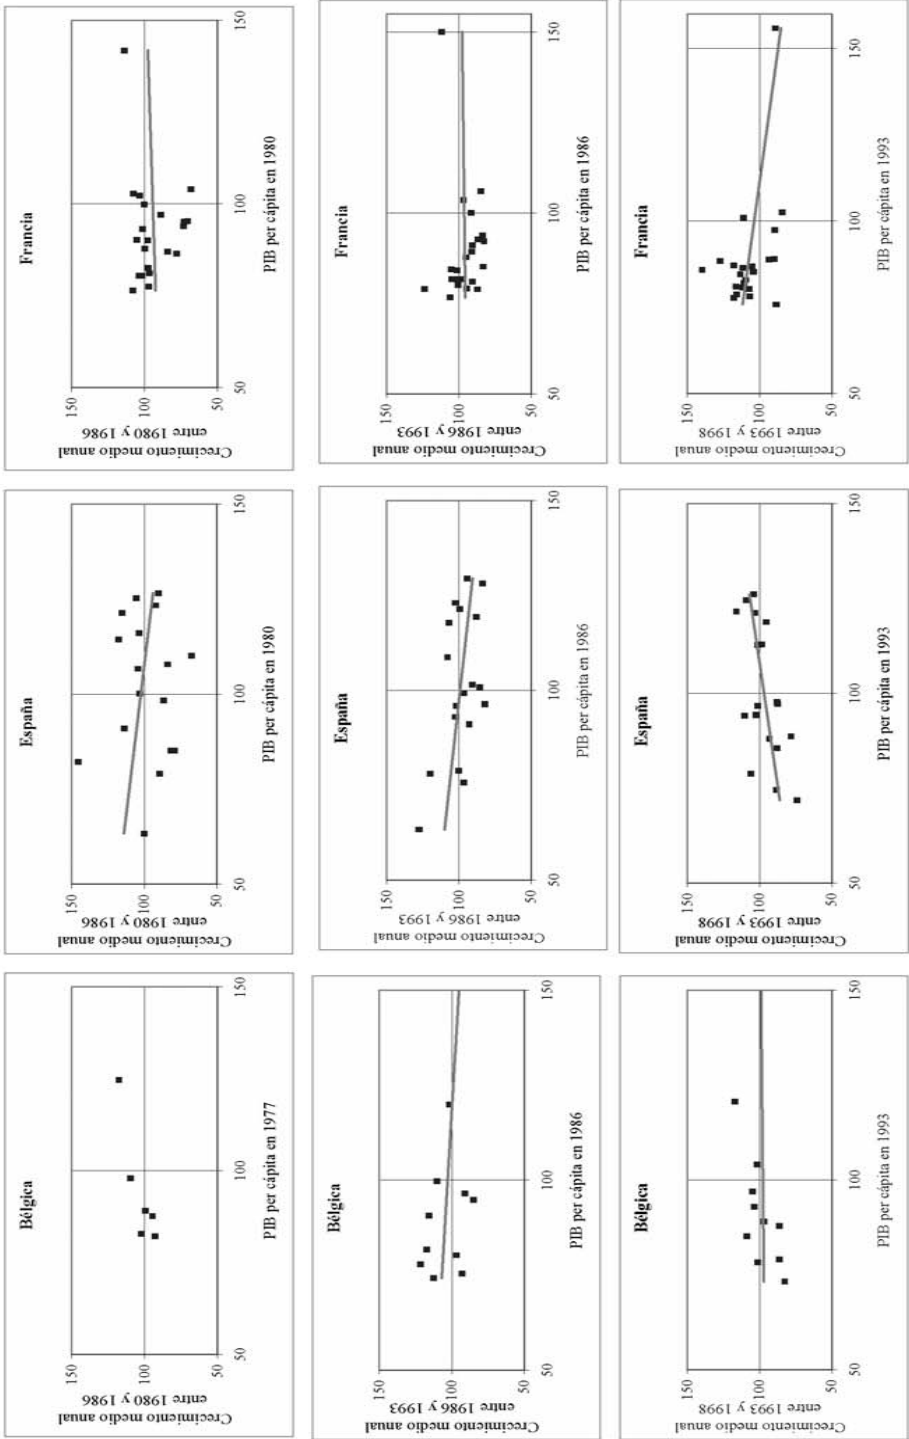 Bélgica
Crecimiento medio anual
entre 1980 y 1986
150
100
50
50
100
150
PIB per cápita en 1977
España
Crecimiento medio anual
entre 1980 y 1986
150
100
50
50
100
150
PIB per cápita en 1980
Francia
Crecimiento medio anual
entre 1980 y 1986
150
100
50
50
100
150
PIB per cápita en 1980
Bélgica
Crecimiento medio anual
entre 1986 y 1993
150
100
50
50
100
150
PIB per cápita en 1986
España
Crecimiento medio anual
entre 1986 y 1993
150
100
50
50
100
150
PIB per cápita en 1986
Francia
Crecimiento medio anual
entre 1986 y 1993
150
100
50
50
100
150
PIB per cápita en 1986
Bélgica
Crecimiento medio anual
entre 1993 y 1998
150
100
50
50
100
150
PIB per cápita en 1993
España
Crecimiento medio anual
entre 1993 y 1998
150
100
50
50
100
150
PIB per cápita en 1993
Francia
Crecimiento medio anual
entre 1993 y 1998
150
100
50
50
100
150
PIB per cápita en 1993